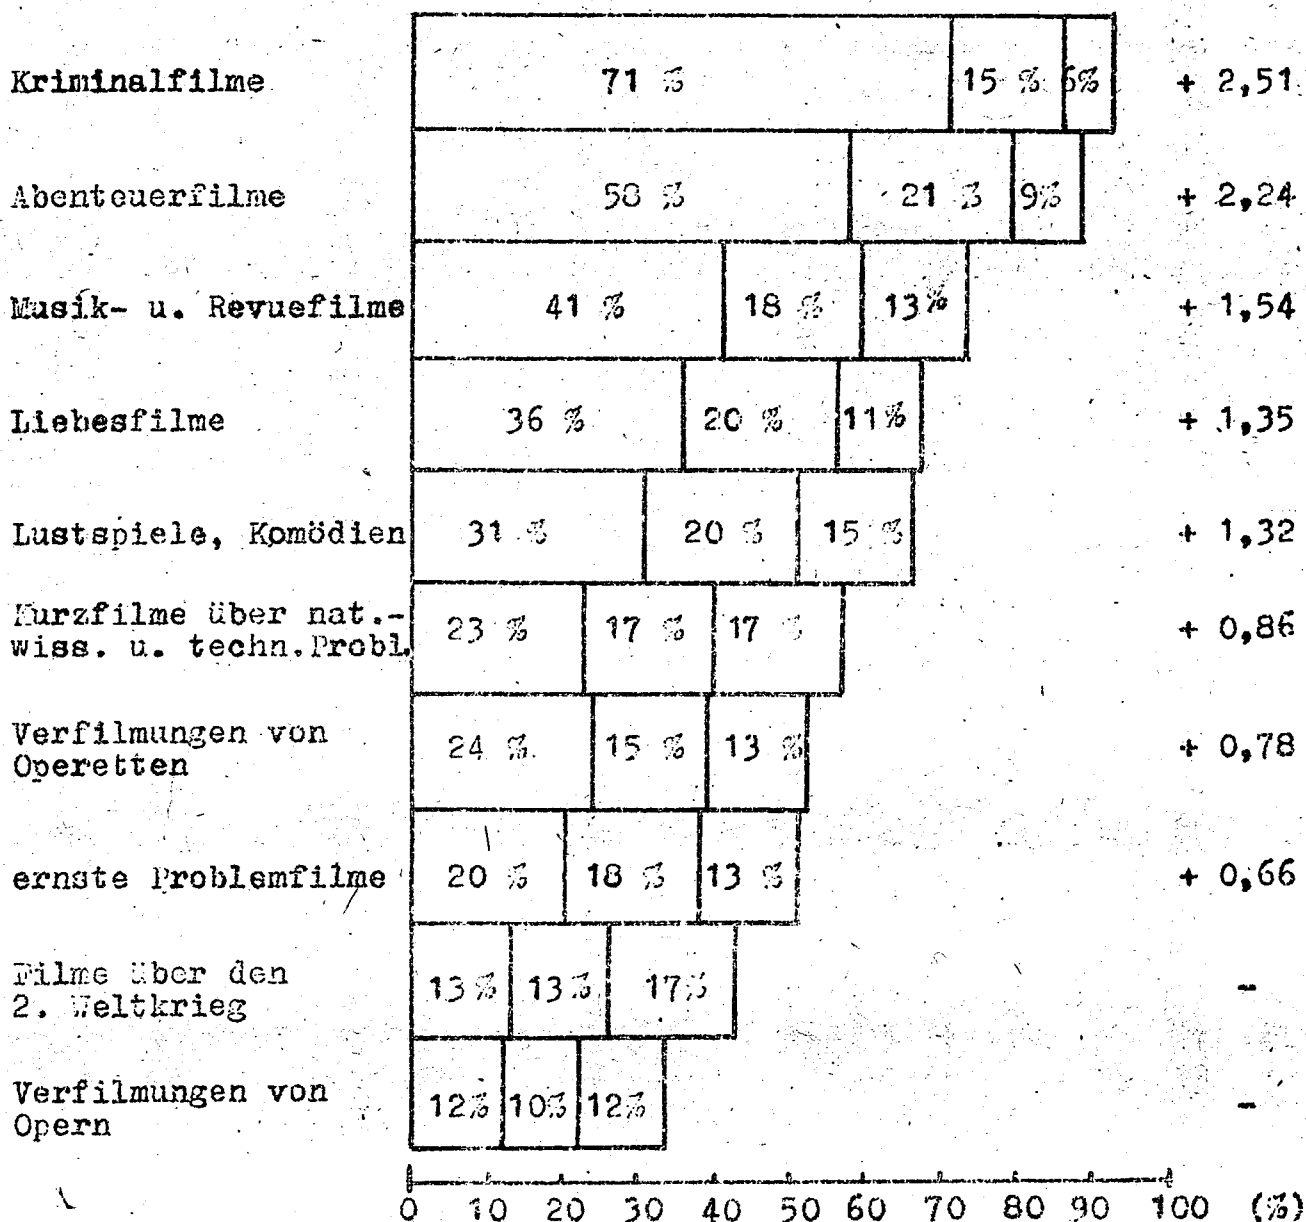 Kriminalfilme 71 % 15 % 6% + 2,51
Abenteuerfilme 58 % 21 % 9% + 2,24
Musik- u. Revuefilme 41 % 18 % 13% + 1,54
Liebesfilme 36 % 20 % 11% + 1,35
Lustspiele, Komödien 31 % 20 % 15 % + 1,32
Kurzfilme über nat.-
wiss. u. techn.Probl. 23 % 17 % 17 % + 0,86
Verfilmungen von
Operetten 24 % 15 % 13 % + 0,78
ernste Problemfilme 20 % 18 % 13 % + 0,66
Filme über den
2. Weltkrieg 13 % 13 % 17% -
Verfilmungen von
Opern 12% 10% 12% -
0 10 20 30 40 50 60 70 80 90 100 (%)